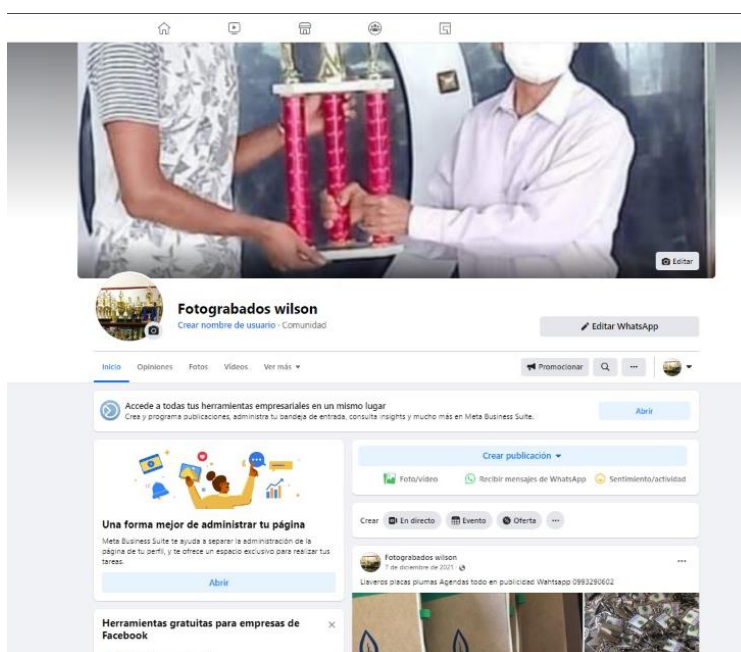 Editar
Fotograbados wilson
Crear nombre de usuario · Comunidad
Editar WhatsApp
Inicio Opiniones Fotos Vídeos Ver más
Promocionar
Accede a todas tus herramientas empresariales en un mismo lugar
Crea y programa publicaciones, administra tu bandeja de entrada, consulta insights y mucho más en Meta Business Suite.
Abrir
Una forma mejor de administrar tu página
Meta Business Suite te ayuda a separar la administración de la
página de tu perfil, y te ofrece un espacio exclusivo para realizar tus
tareas.
Abrir
Herramientas gratuitas para empresas de
Facebook
Crear publicación
Foto/vídeo Recibir mensajes de WhatsApp Sentimiento/actividad
Crear En directo Evento Oferta
Fotograbados wilson
7 de diciembre de 2021 ·
Llaveros placas plumas Agendas todo en publicidad Wahtsapp 0993290602